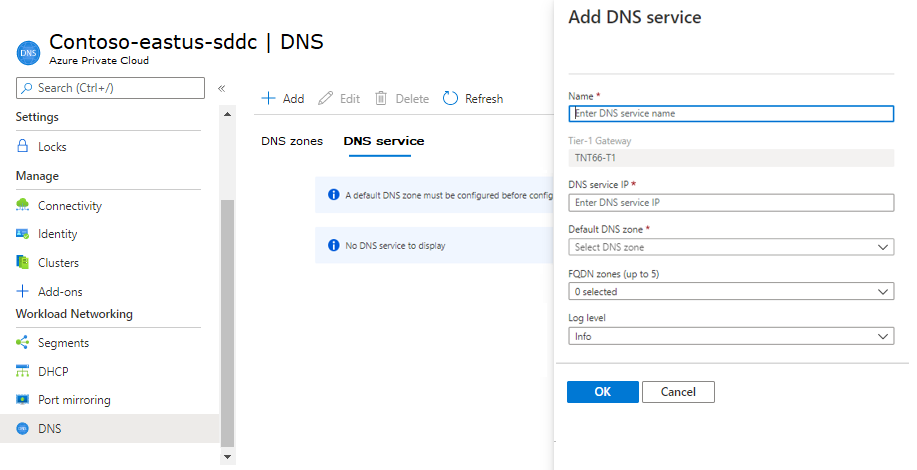 Contoso-eastus-sddc | DNS
Azure Private Cloud
DNS
Search (Ctrl+/)
«
Settings
Locks
Manage
Connectivity
Identity
Clusters
Add-ons
Workload Networking
Segments
DHCP
Port mirroring
DNS
Add
Edit
Delete
Refresh
DNS zones
DNS service
A default DNS zone must be configured before config
No DNS service to display
Add DNS service
Name *
Enter DNS service name
Tier-1 Gateway
TNT66-T1
DNS service IP *
Enter DNS service IP
Default DNS zone *
Select DNS zone
FQDN zones (up to 5)
0 selected
Log level
Info
OK
Cancel